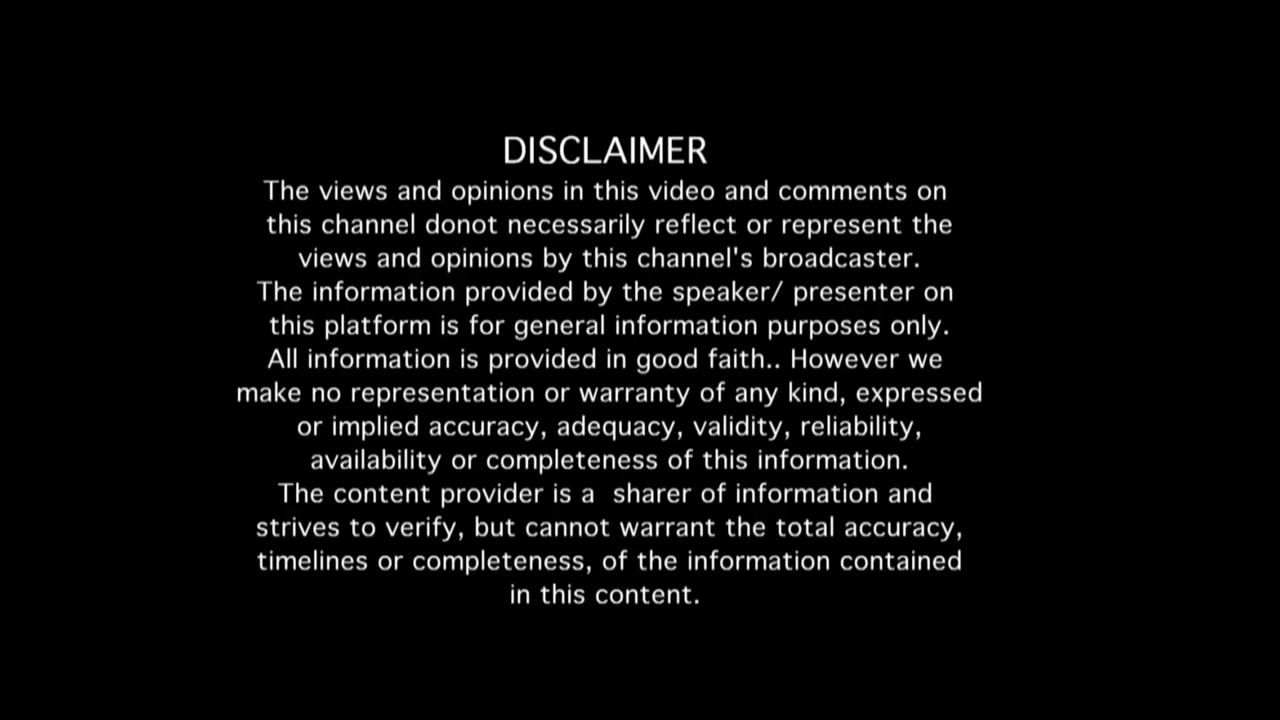 DISCLAIMER
The views and opinions in this video and comments on
this channel donot necessarily reflect or represent the
views and opinions by this channel's broadcaster.
The information provided by the speaker/ presenter on
this platform is for general information purposes only.
All information is provided in good faith.. However we
make no representation or warranty of any kind, expressed
or implied accuracy, adequacy, validity, reliability,
availability or completeness of this information.
The content provider is a  sharer of information and
strives to verify, but cannot warrant the total accuracy,
timelines or completeness, of the information contained
in this content.